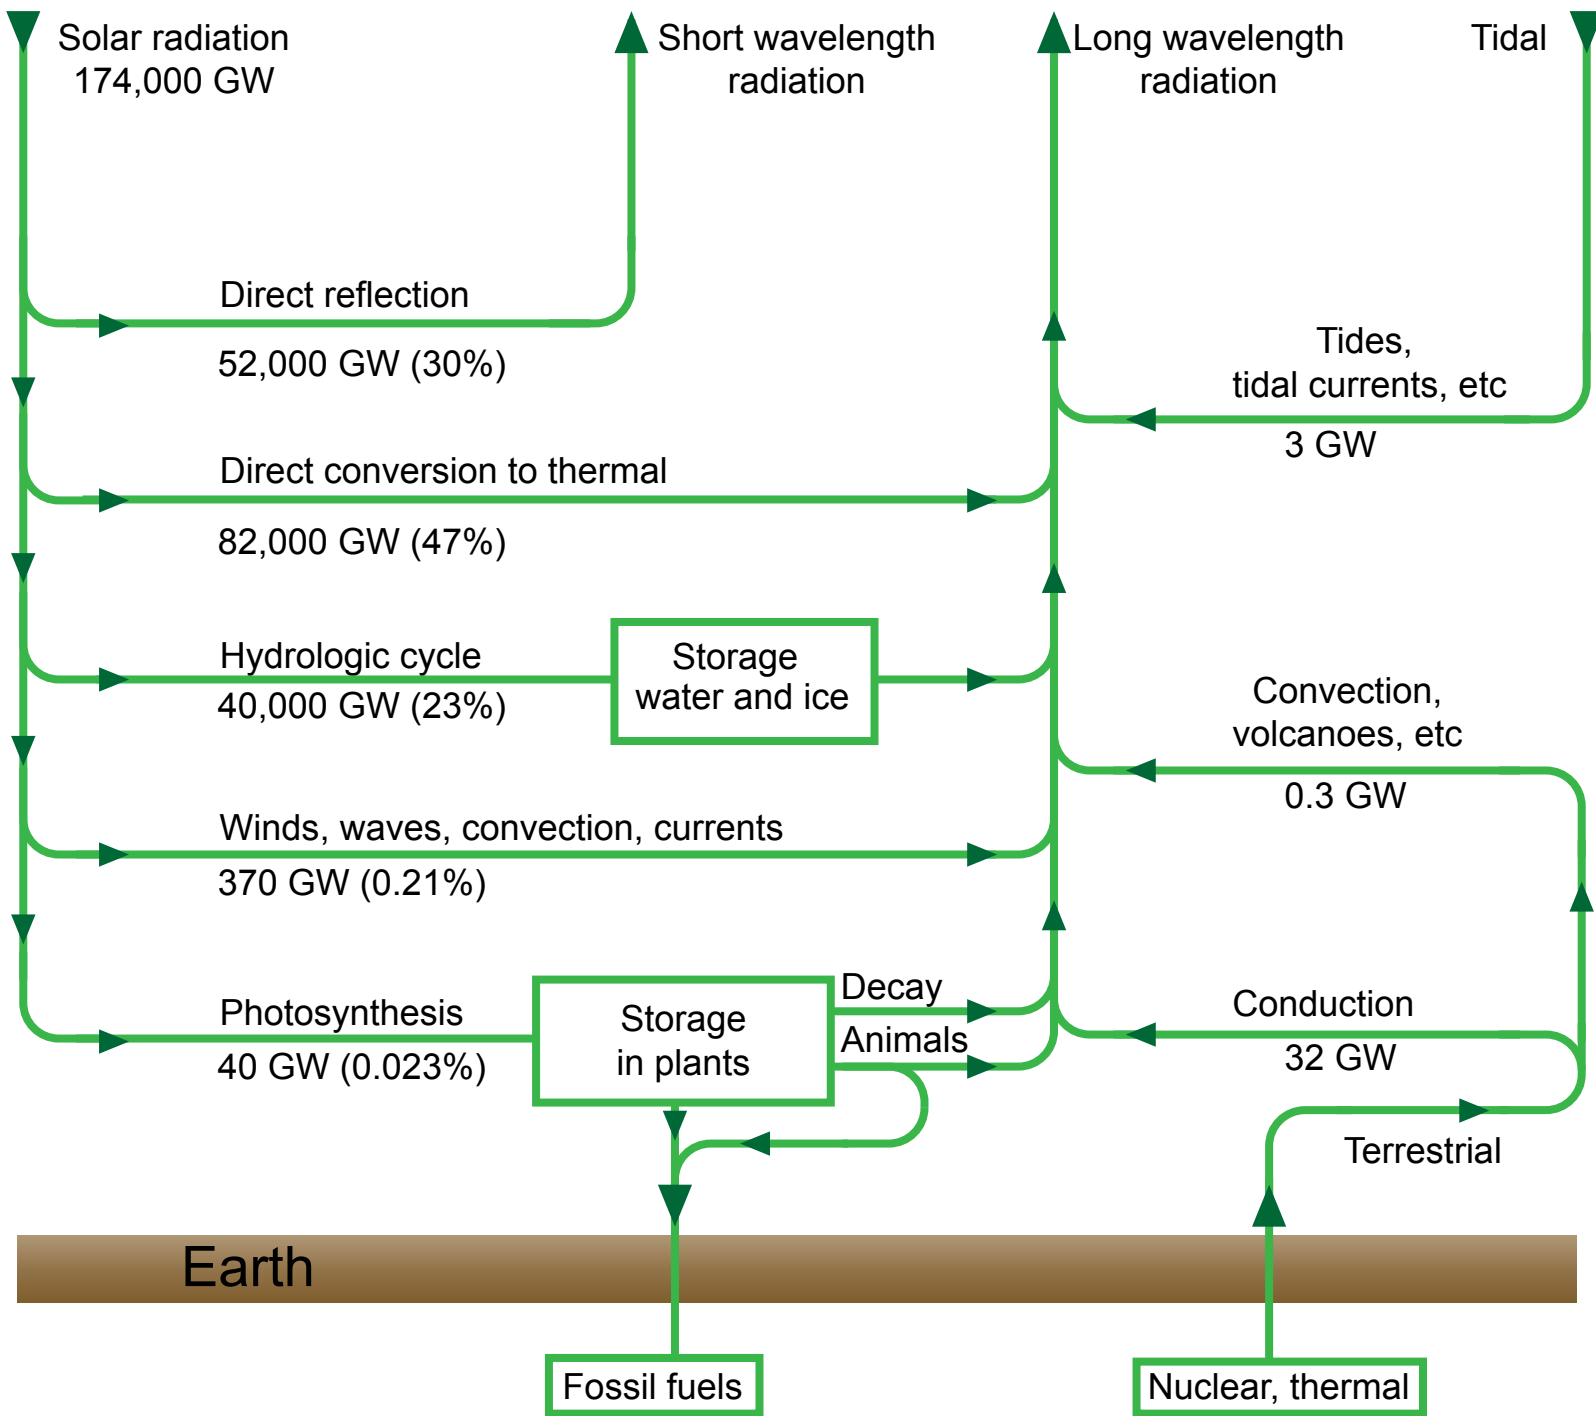 Solar radiation
174,000 GW
Short wavelength
radiation
Long wavelength
radiation
Tidal
Direct reflection
52,000 GW (30%)
Tides,
tidal currents, etc
3 GW
Direct conversion to thermal
82,000 GW (47%)
Hydrologic cycle
40,000 GW (23%)
Storage
water and ice
Convection,
volcanoes, etc
0.3 GW
Winds, waves, convection, currents
370 GW (0.21%)
Photosynthesis
40 GW (0.023%)
Storage
in plants
Decay
Animals
Conduction
32 GW
Terrestrial
Earth
Fossil fuels
Nuclear, thermal